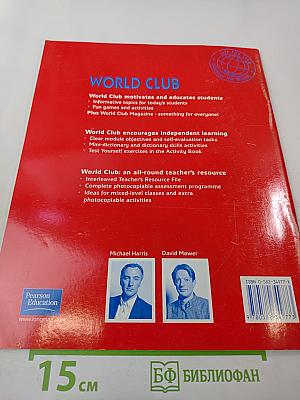 WORLD CLUB
World Club motivates and educates students
· Informative topics for today's students
· Fun games and activities
Plus World Club Magazine - something for everyone!
World Club encourages independent learning
· Clear module objectives and self-evaluation tasks
· Mini-dictionary and dictionary skills activities
· Test Yourself exercises in the Activity Book
World Club: an all-round teacher's resource
· Interleaved Teacher's Resource File
· Complete photocopiable assessment programme
· Ideas for mixed-level classes and extra
photocopiable activities
Michael Harris
David Mower
Pearson
Education
15 см
БФ БИБЛИОФАН